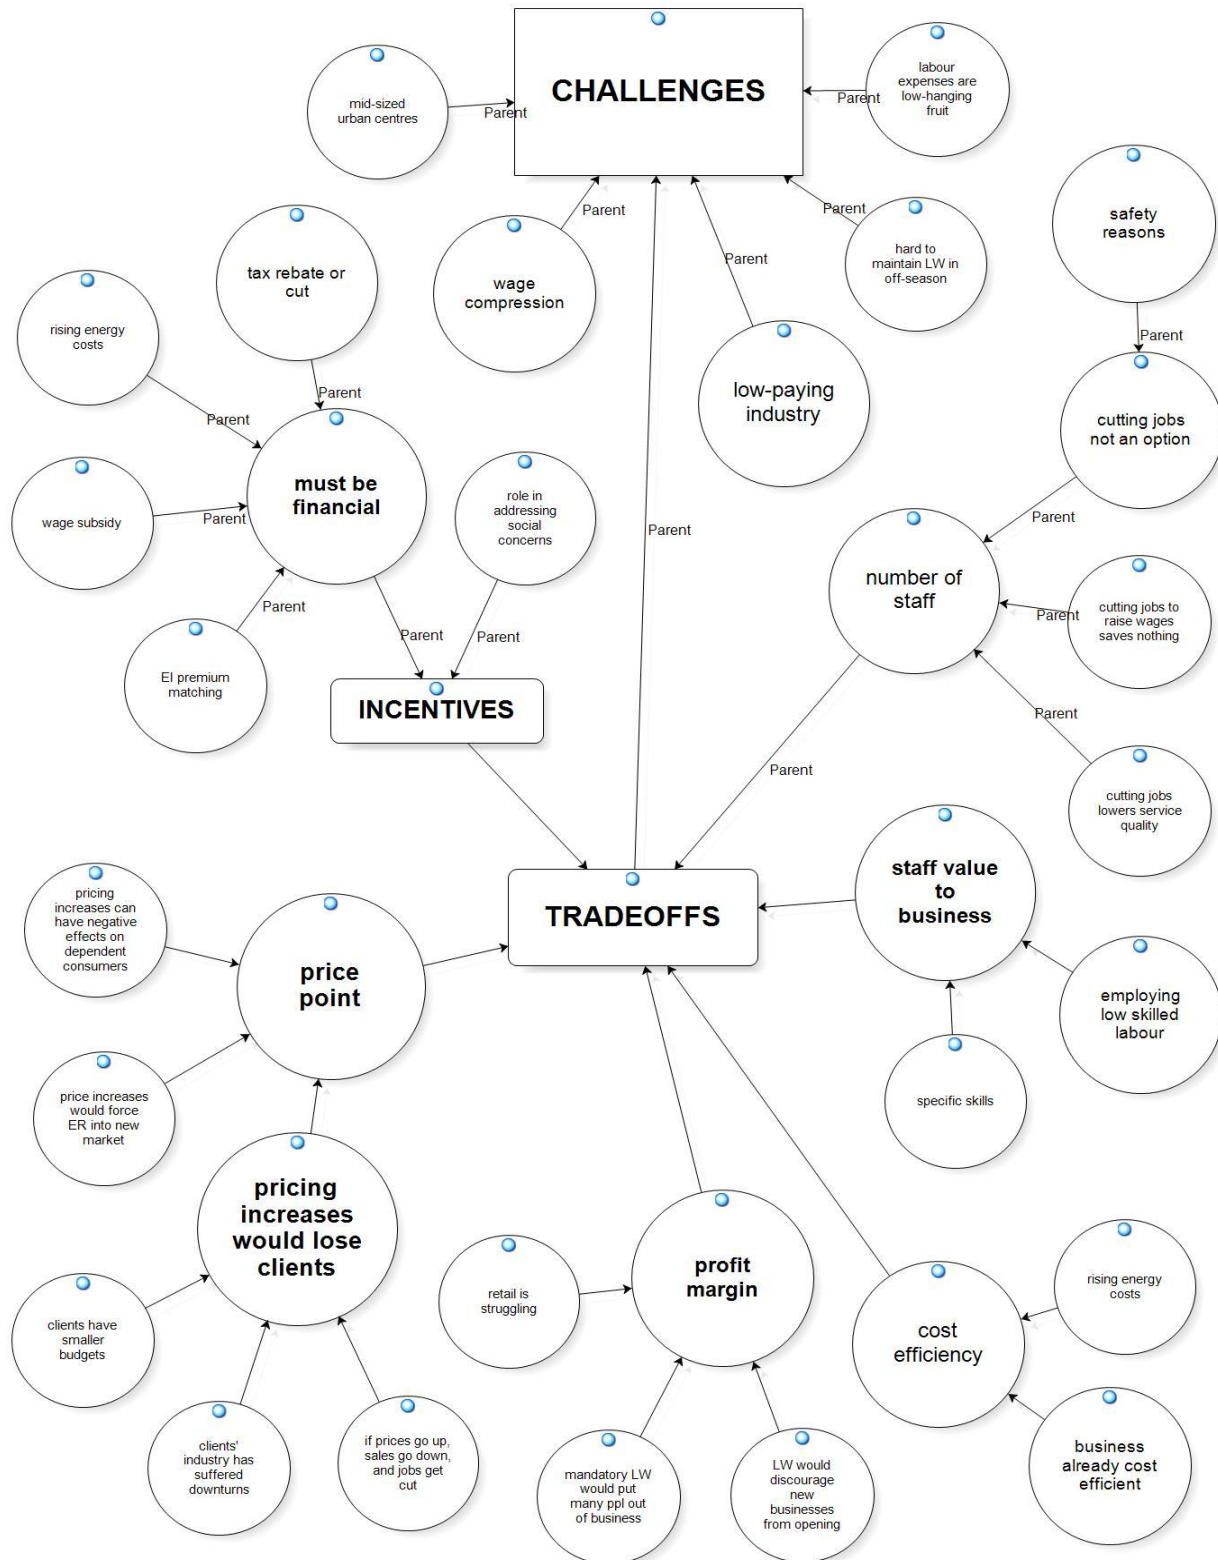 CHALLENGES
mid-sized
urban centres
Parent
labour
expenses are
low-hanging
fruit
Parent
safety
reasons
Parent
tax rebate or
cut
Parent
wage
compression
Parent
hard to
maintain LW in
off-season
Parent
low-paying
industry
Parent
rising energy
costs
Parent
cutting jobs
not an option
Parent
must be
financial
Parent
role in
addressing
social
concerns
Parent
wage subsidy
Parent
EI premium
matching
Parent
Parent
number of
staff
Parent
cutting jobs to
raise wages
saves nothing
Parent
cutting jobs
lowers service
quality
Parent
INCENTIVES
TRADEOFFS
staff value
to
business
employing
low skilled
labour
specific skills
pricing
increases can
have negative
effects on
dependent
consumers
price
point
price increases
would force
ER into new
market
pricing
increases
would lose
clients
clients have
smaller
budgets
clients'
industry has
suffered
downturns
if prices go up,
sales go down,
and jobs get
cut
retail is
struggling
profit
margin
mandatory LW
would put
many ppl out
of business
LW would
discourage
new
businesses
from opening
cost
efficiency
rising energy
costs
business
already cost
efficient